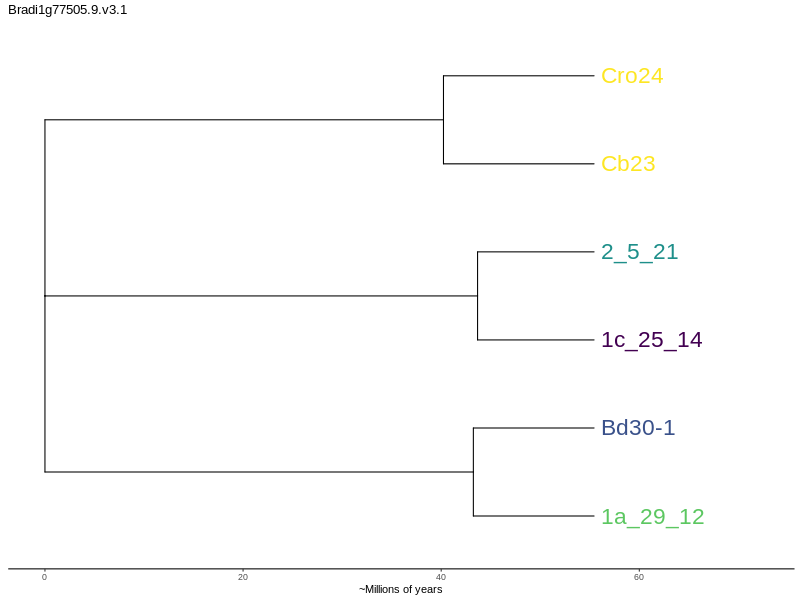 Bradi1g77505.9.v3.1
Cro24
Cb23
2_5_21
1c_25_14
Bd30-1
1a_29_12
0 20 40 60
~Millions of years